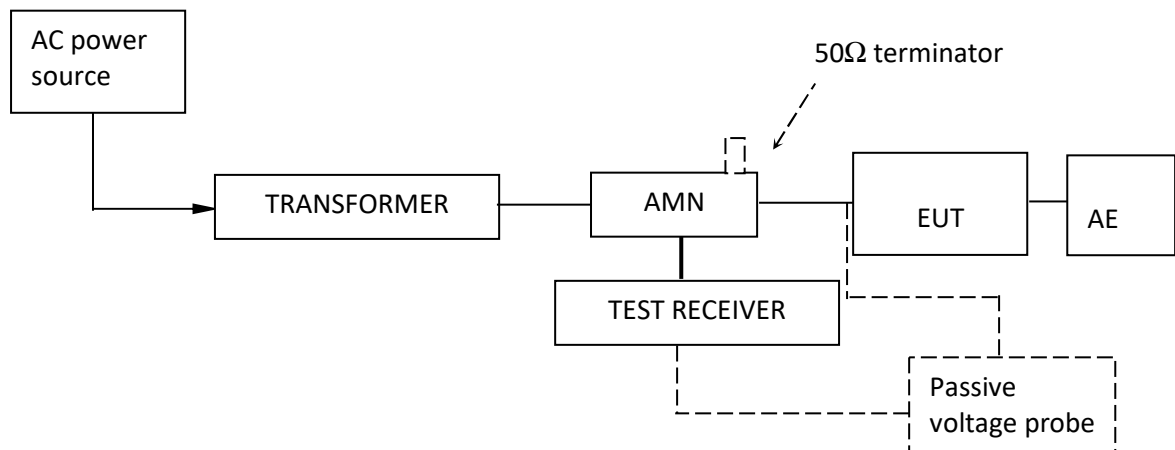 AC power
source
50Ω terminator
TRANSFORMER
AMN
EUT
AE
TEST RECEIVER
Passive
voltage probe